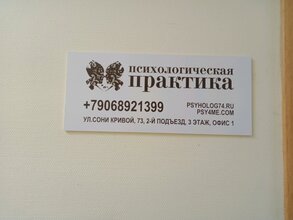 ПСИХОЛОГИЧЕСКАЯ
ПРАКТИКА
+79068921399
PSYHOLOG74.RU
PSY4ME.COM
УЛ.СОНИ КРИВОЙ, 73, 2-Й ПОДЪЕЗД, 3 ЭТАЖ, ОФИС 1